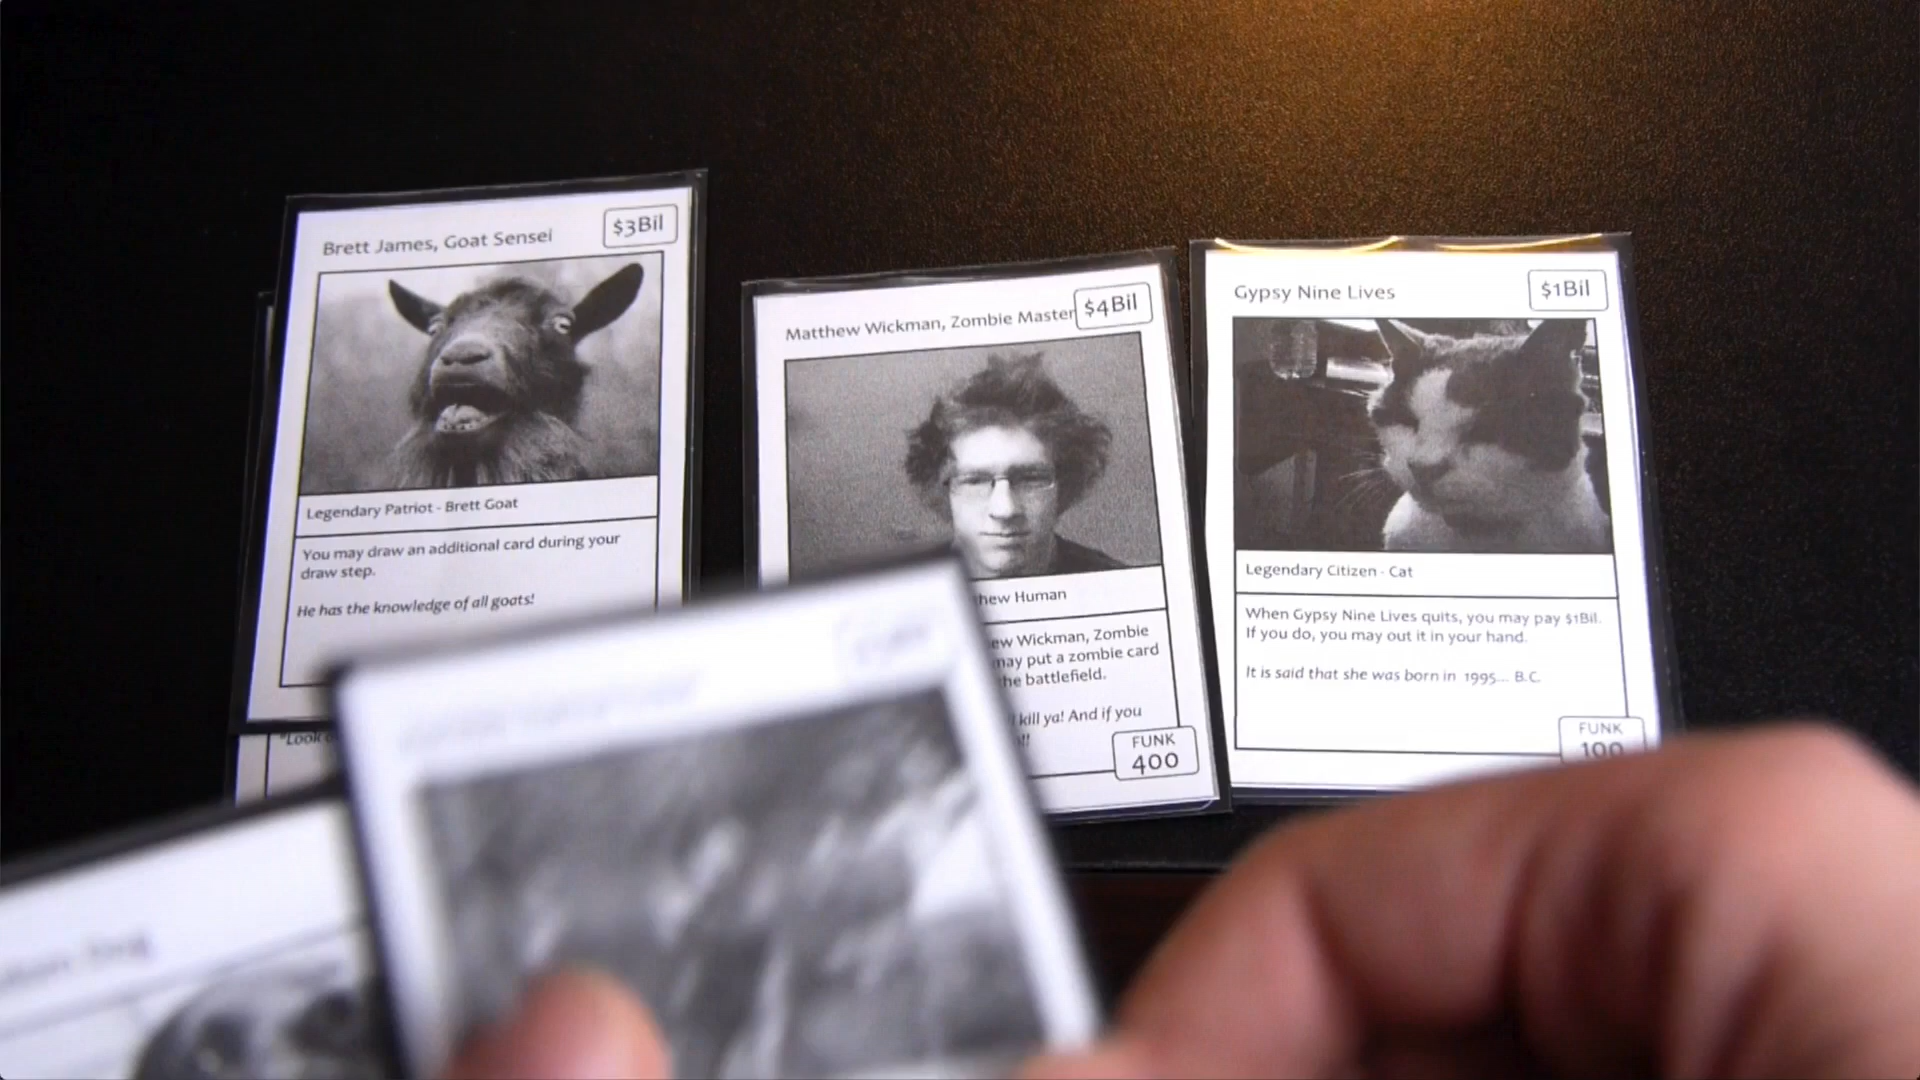 Brett James, Goat Sensei
$3Bil
Legendary Patriot - Brett Goat
You may draw an additional card during your
draw step.
He has the knowledge of all goats!
"Look
Matthew Wickman, Zombie Master
$4Bil
Human
Wickman, Zombie
may put a zombie card
the battlefield.
kill ya! And if you
FUNK
400
Gypsy Nine Lives
$1Bil
Legendary Citizen - Cat
When Gypsy Nine Lives quits, you may pay $1Bil.
If you do, you may out it in your hand.
It is said that she was born in 1995... B.C.
FUNK
100
Dog